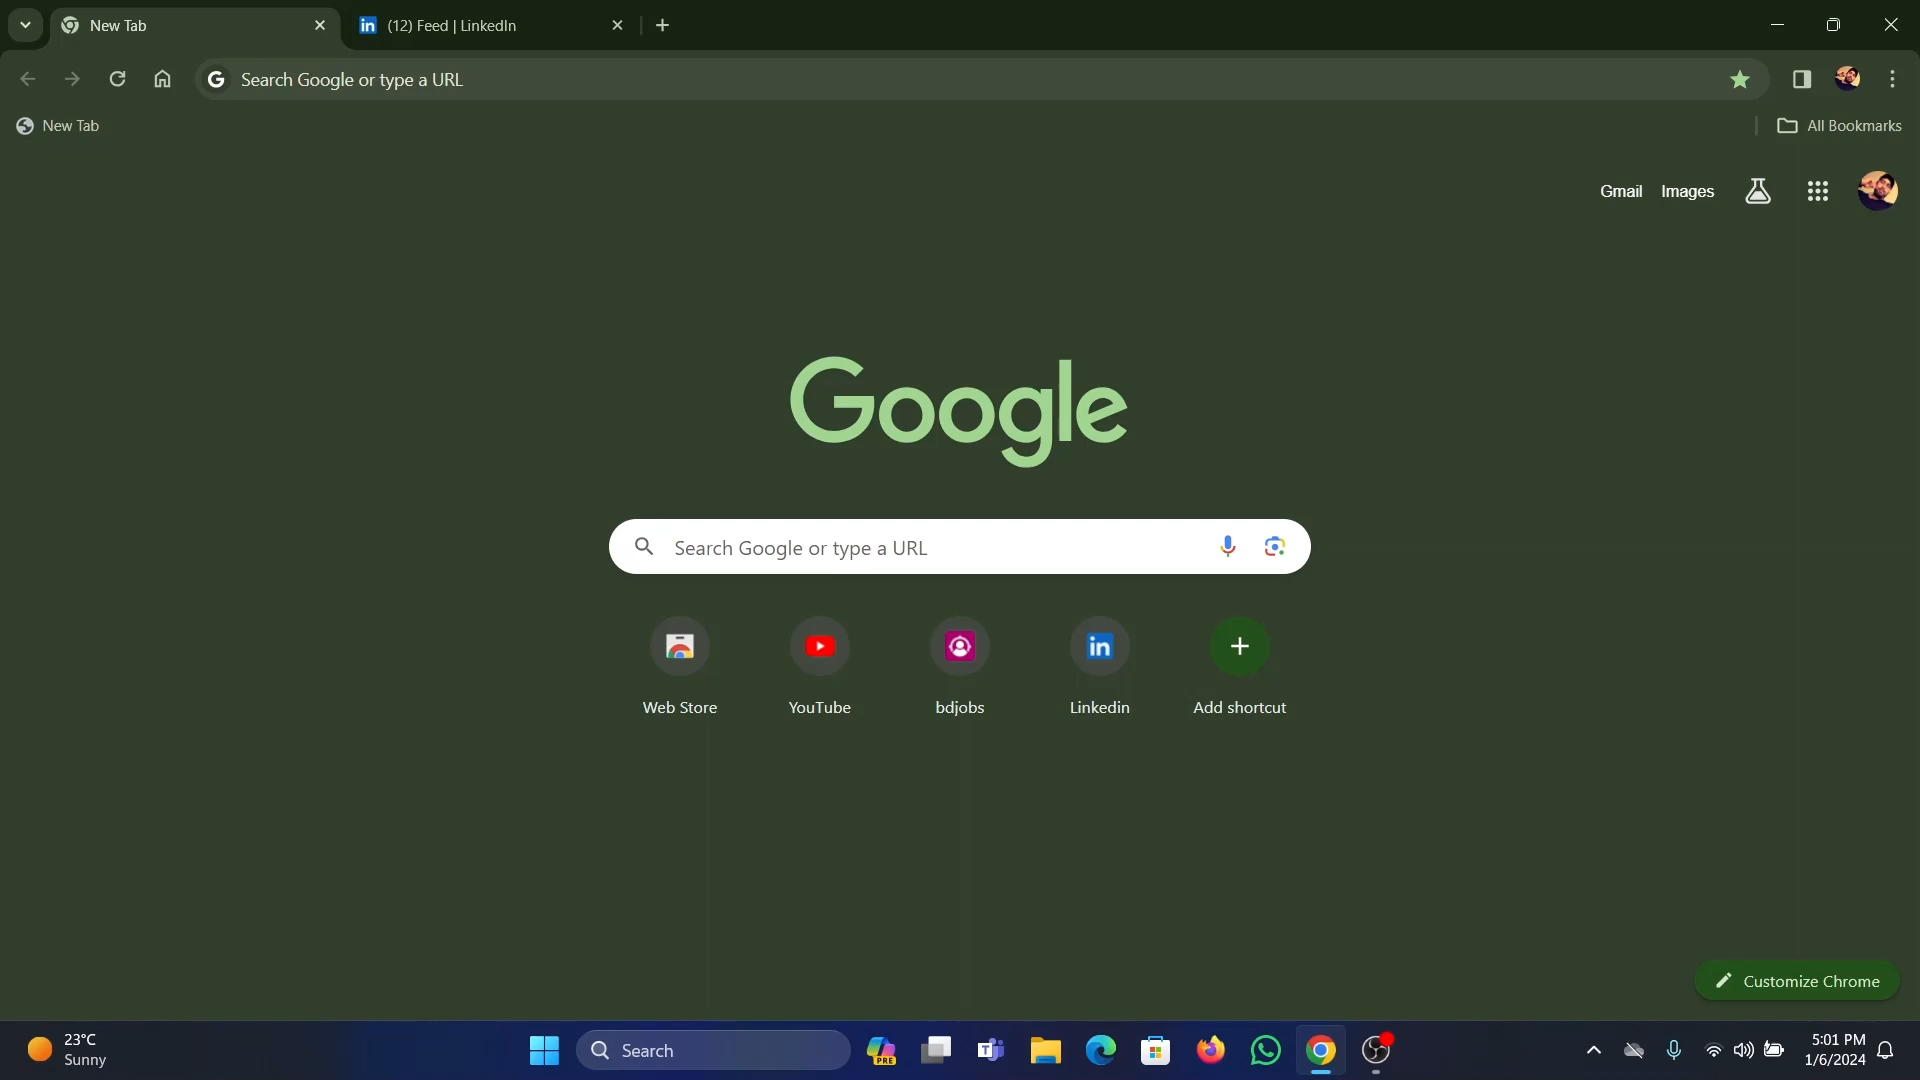 New Tab
(12) Feed | LinkedIn
Search Google or type a URL
New Tab
All Bookmarks
Gmail Images
Google
Search Google or type a URL
Web Store YouTube bdjobs Linkedin Add shortcut
Customize Chrome
23°C
Sunny
Search
PRE
5:01 PM
1/6/2024